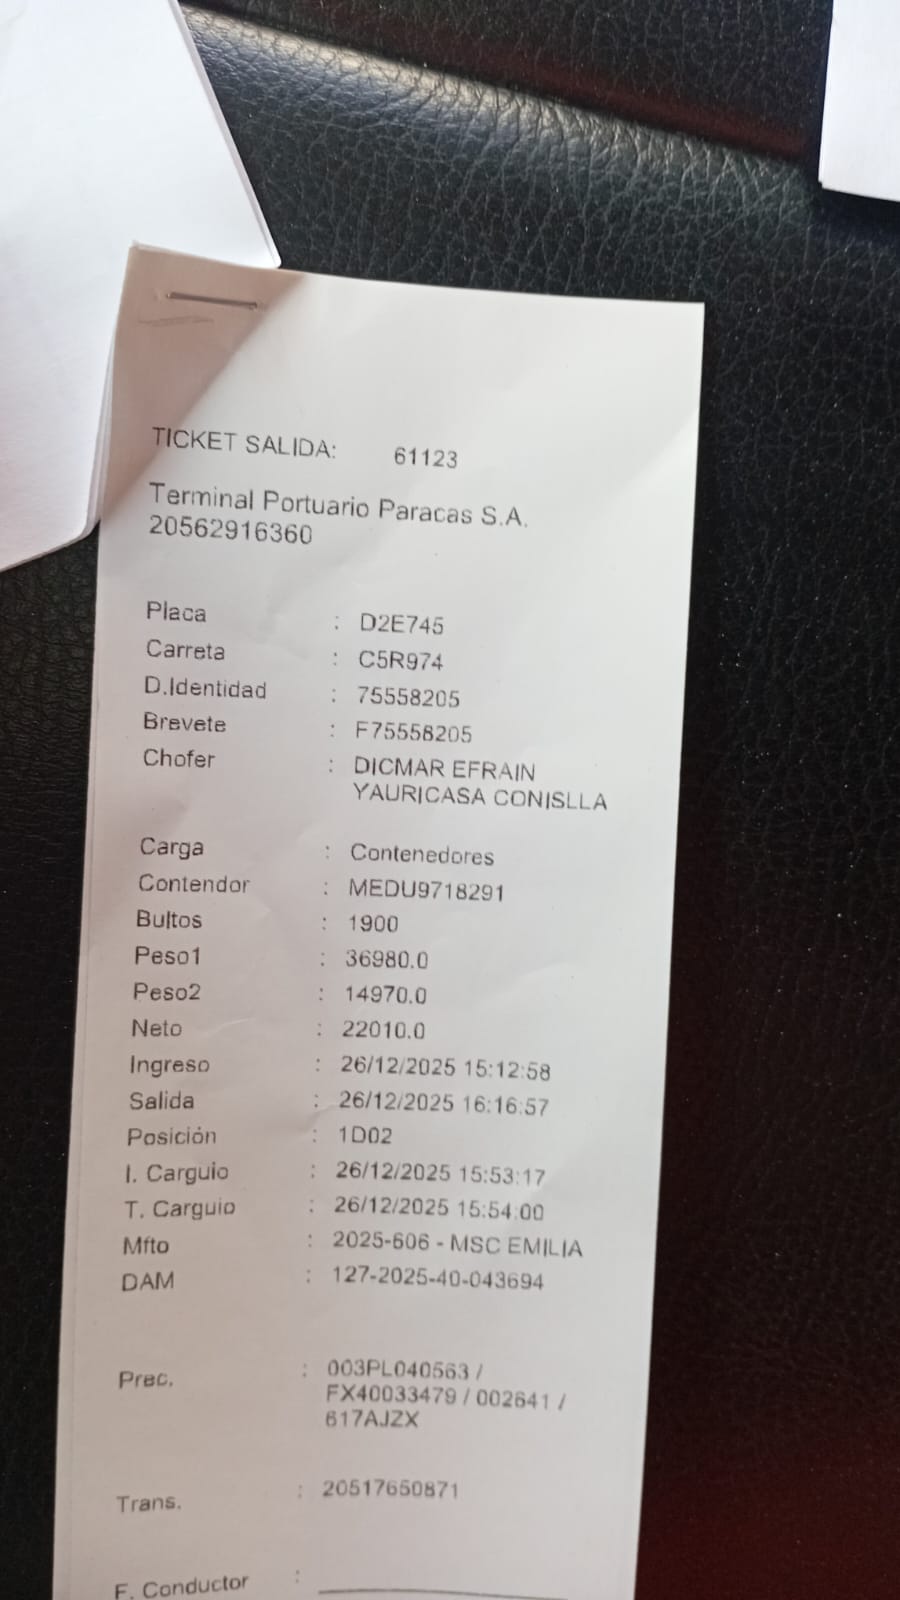 TICKET SALIDA: 61123
Terminal Portuario Paracas S.A.
20562916360
Placa : D2E745
Carreta : C5R974
D.Identidad : 75558205
Brevete : F75558205
Chofer : DICMAR EFRAIN
YAURICASA CONISLLA
Carga : Contenedores
Contendor : MEDU9718291
Bultos : 1900
Peso1 : 36980.0
Peso2 : 14970.0
Neto : 22010.0
Ingreso : 26/12/2025 15:12:58
Salida : 26/12/2025 16:16:57
Posición : 1D02
I. Carguio : 26/12/2025 15:53:17
T. Carguio : 26/12/2025 15:54:00
Mfto : 2025-606 - MSC EMILIA
DAM : 127-2025-40-043694
Prec. : 003PL040563 /
FX40033479 / 002641 /
617AJZX
Trans. : 20517650871
F. Conductor :